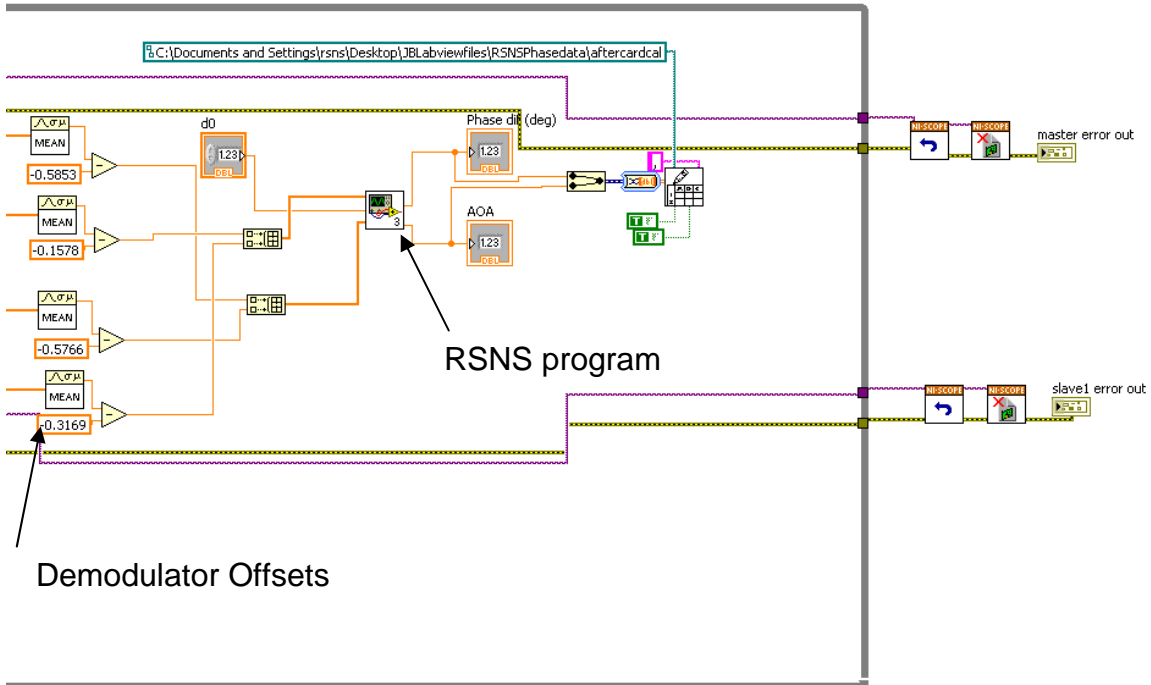 C:\Documents and Settings\rsns\Desktop\JBLabviewfiles\RSNSPhasedata\aftercardcal
d0
Phase dif (deg)
MEAN
-0.5853
1.23
DBL
1.23
DBL
,
NI-SCOPE
NI-SCOPE
master error out
MEAN
-0.1578
3
AOA
1.23
DBL
T
T
MEAN
-0.5766
RSNS program
MEAN
-0.3169
NI-SCOPE
NI-SCOPE
slave1 error out
Demodulator Offsets